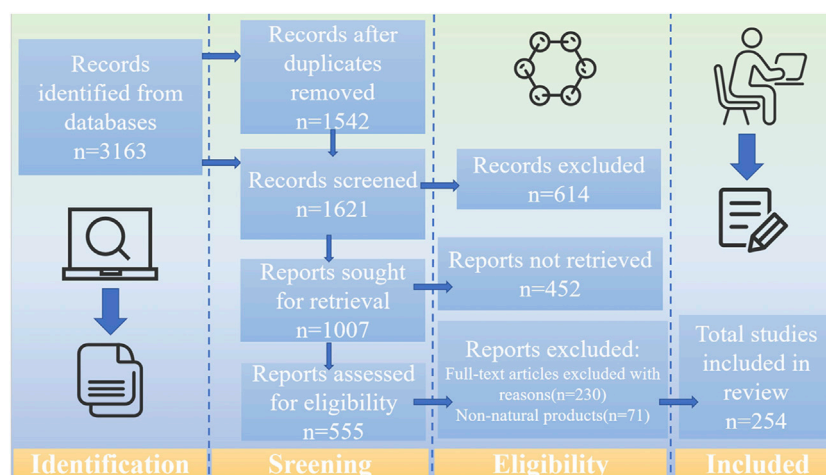 Records
identified from
databases
n=3163
Records after
duplicates
removed
n=1542
Records screened
n=1621
Records excluded
n=614
Reports sought
for retrieval
n=1007
Reports not retrieved
n=452
Reports assessed
for eligibility
n=555
Reports excluded:
Full-text articles excluded with
reasons(n=230)
Non-natural products(n=71)
Total studies
included in
review
n=254
Identification
Sreening
Eligibility
Included